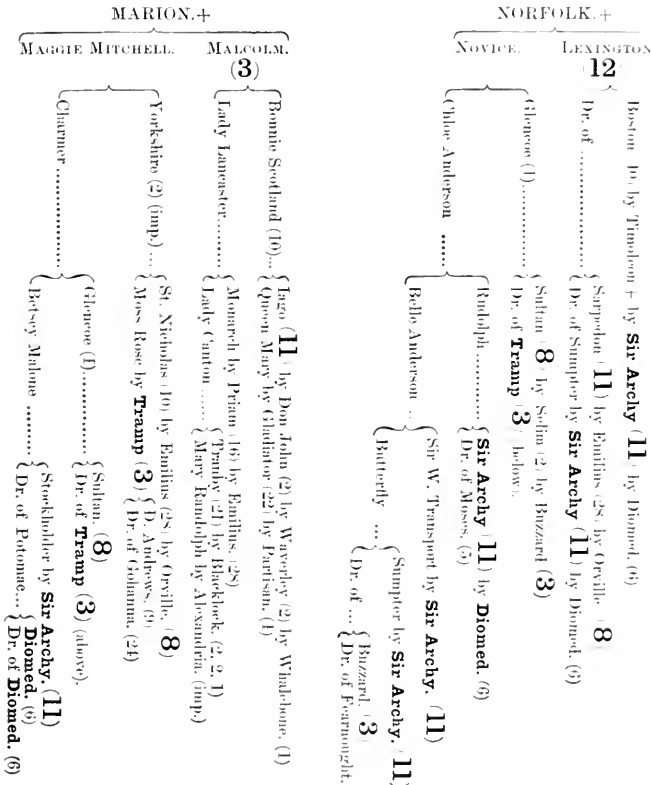 MARION.+
MAGGIE MITCHELL.
MALCOLM.
(3)
Bonnie Scotland (10)...
Iago (11) by Don John (2) by Waverley (2) by Whalebone. (1)
Queen Mary by Gladiator (22) by Partisan. (1)
Lady Lancaster.........
Monarch by Priam (6) by Emilius. (28)
Lady Canton ......
Tranby (21) by Blacklock. (2, 2, 1)
Mary Randolph by Alexandria. (imp.)
Yorkshire (2) (imp.) ...
St. Nicholas (10) by Emilius (28) by Orville. (8)
Moss Rose by Tramp (3)
D. Andrews. (9)
Dr. of Gohanna. (24)
Charmer .....................
Glencoe (1)...............
Sultan. (8)
Dr. of Tramp (3) (above).
Betsey Malone .........
Stockholder by Sir Archy. (11)
Dr. of Potomac...
Diomed. (6)
Dr. of Diomed. (6)
NORFOLK.+
NOVICE.
LEXINGTON
(12)
Boston by Timoleon + by Sir Archy (11) by Diomed. (6)
Dr. of .....................
Sarpedon (11) by Emilius (28) by Orville (8)
Dr. of Sumpter by Sir Archy (11) by Diomed. (6)
Glencoe (1)...............
Sultan (8) by Selim (2) by Buzzard (3)
Dr. of Tramp (3) below.
Chloe Anderson ......
Rudolph ............
Sir Archy (11) by Diomed. (6)
Dr. of Moses. (5)
Belle Anderson ...
Sir W. Transport by Sir Archy. (11)
Butterfly ...
Sumpter by Sir Archy. (11)
Dr. of ...
Buzzard. (3)
Dr. of Fearnought.